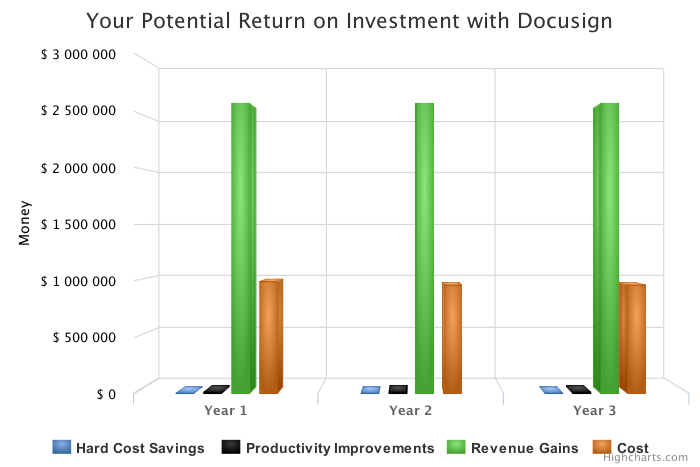 Your Potential Return on Investment with Docusign
$ 3 000 000
$ 2 500 000
$ 2 000 000
$ 1 500 000
$ 1 000 000
$ 500 000
$ 0
Money
Year 1 Year 2 Year 3
Hard Cost Savings Productivity Improvements Revenue Gains Cost
Highcharts.com